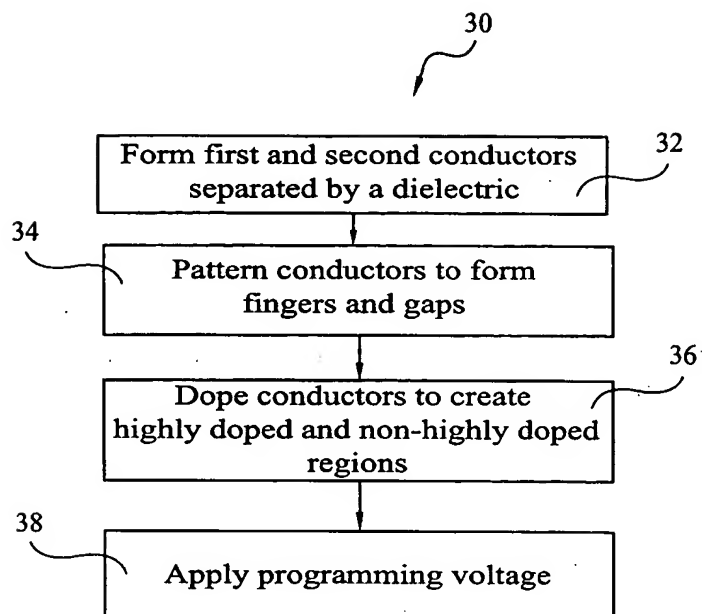 30
Form first and second conductors
separated by a dielectric
32
34
Pattern conductors to form
fingers and gaps
36
Dope conductors to create
highly doped and non-highly doped
regions
38
Apply programming voltage